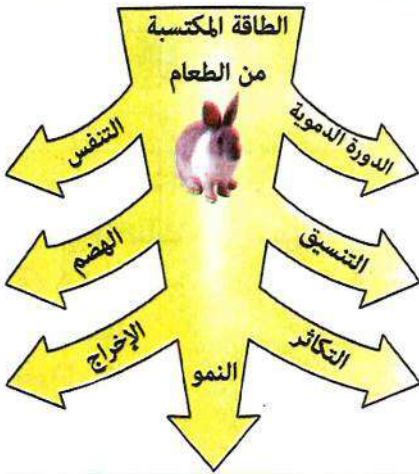 الطاقة المكتسبة
من الطعام
الدورة الدموية
التنفس
التنسيق
الهضم
التكاثر
الإخراج
النمو